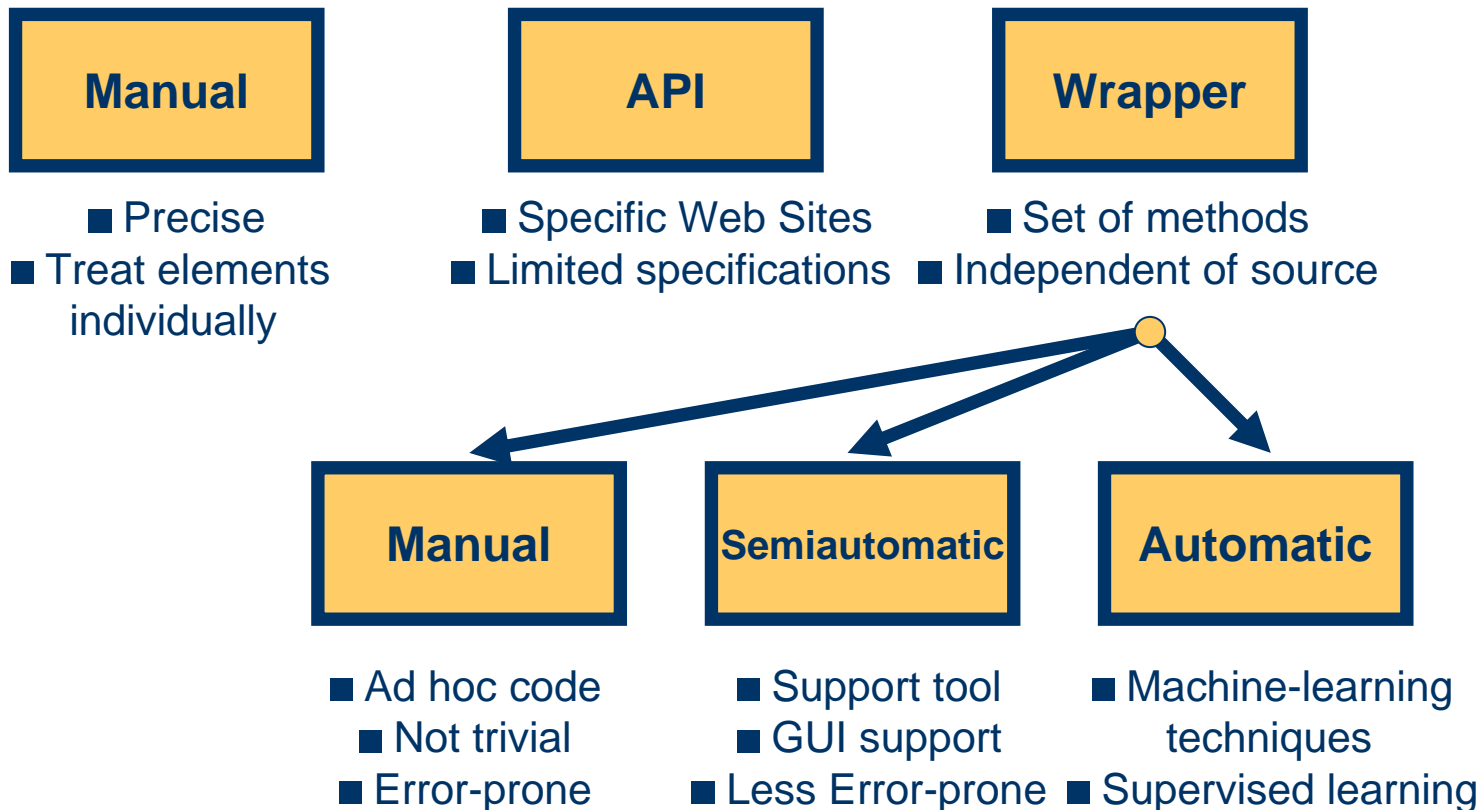 Manual
API
Wrapper
■ Precise
■ Treat elements
individually
■ Specific Web Sites
■ Limited specifications
■ Set of methods
■ Independent of source
Manual
Semiautomatic
Automatic
■ Ad hoc code
■ Not trivial
■ Error-prone
■ Support tool
■ GUI support
■ Less Error-prone
■ Machine-learning
techniques
■ Supervised learning